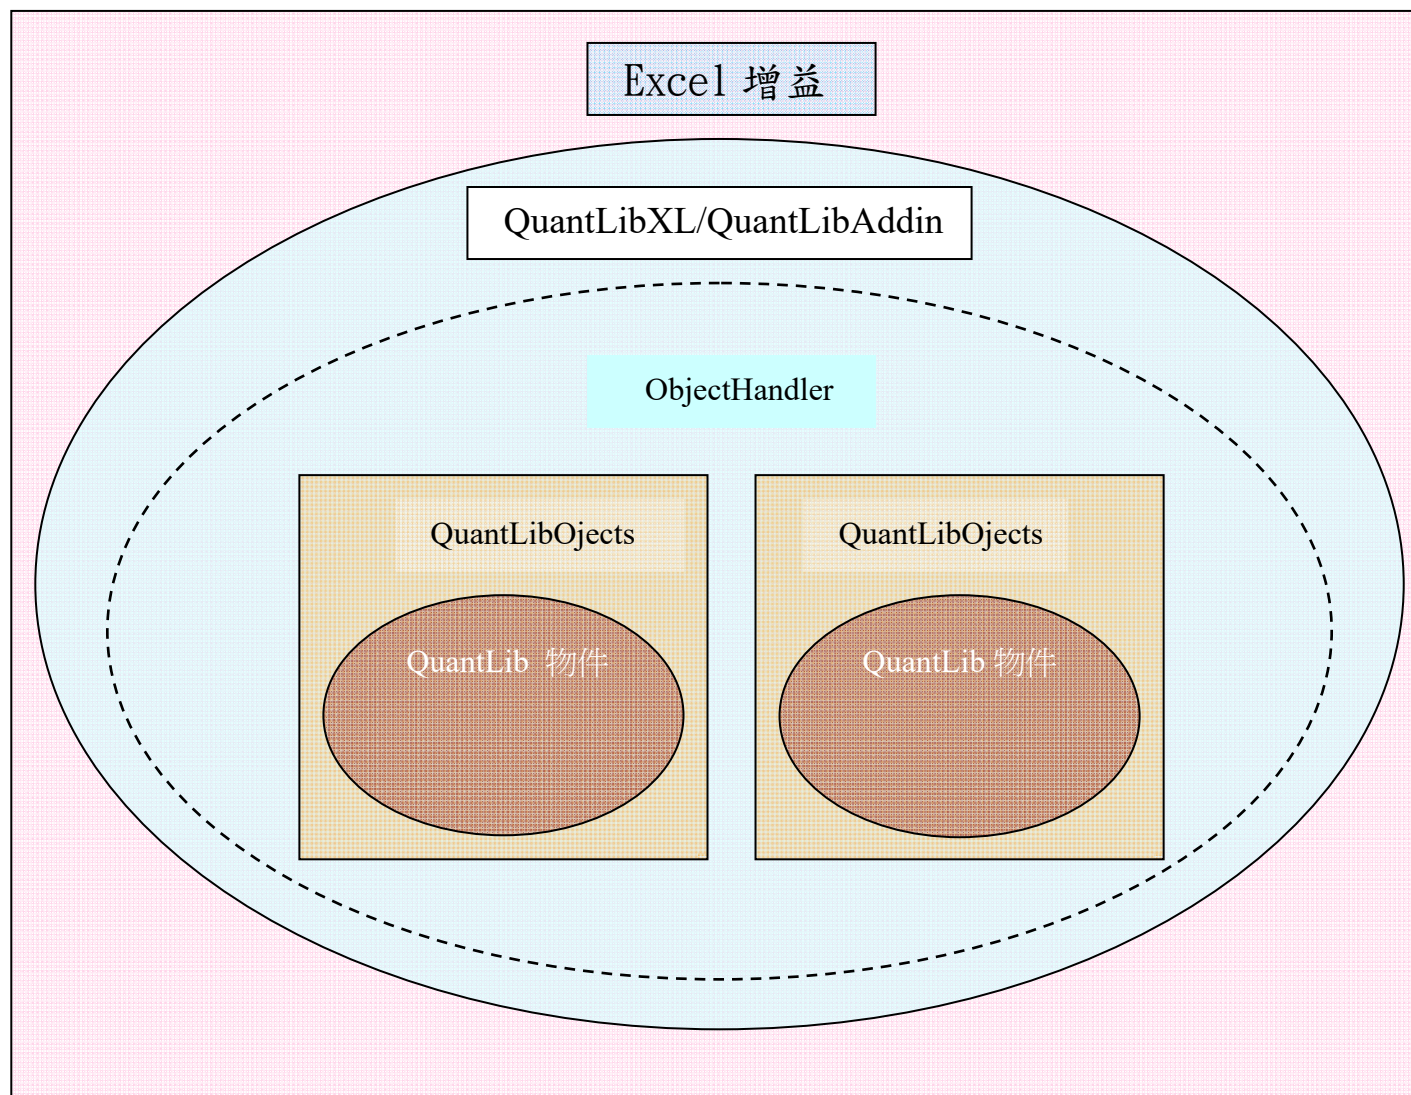 Excel 增益
QuantLibXL/QuantLibAddin
ObjectHandler
QuantLibOjects
QuantLibOjects
QuantLib 物件
QuantLib 物件